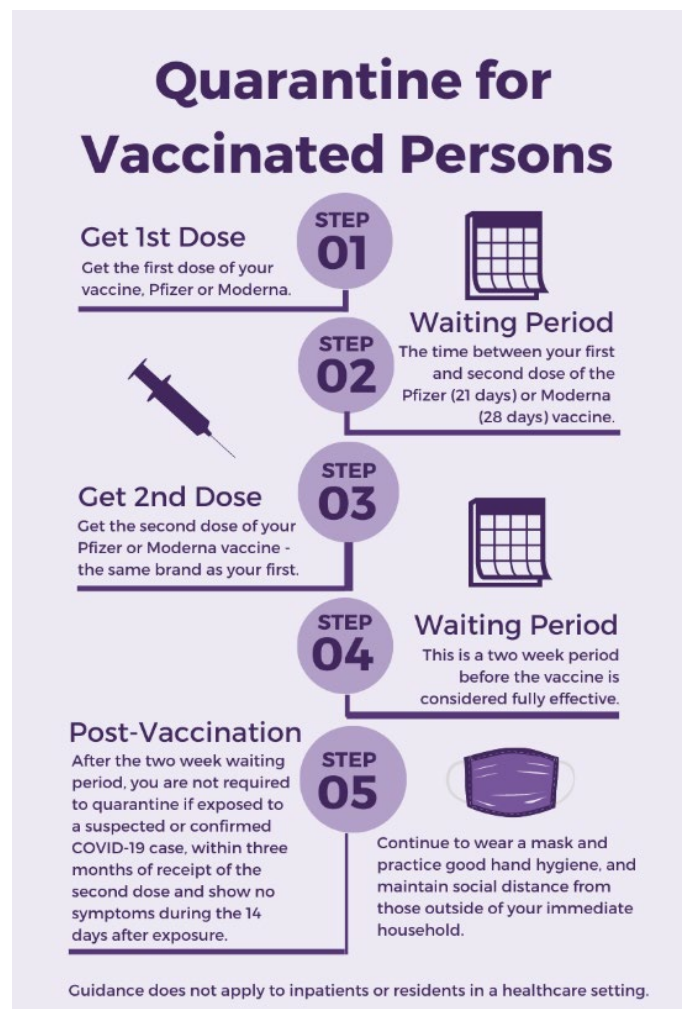 Quarantine for
Vaccinated Persons
STEP
01
Get 1st Dose
Get the first dose of your
vaccine, Pfizer or Moderna.
STEP
02
Waiting Period
The time between your first
and second dose of the
Pfizer (21 days) or Moderna
(28 days) vaccine.
STEP
03
Get 2nd Dose
Get the second dose of your
Pfizer or Moderna vaccine -
the same brand as your first.
STEP
04
Waiting Period
This is a two week period
before the vaccine is
considered fully effective.
STEP
05
Post-Vaccination
After the two week waiting
period, you are not required
to quarantine if exposed to
a suspected or confirmed
COVID-19 case, within three
months of receipt of the
second dose and show no
symptoms during the 14
days after exposure.
Continue to wear a mask and
practice good hand hygiene, and
maintain social distance from
those outside of your immediate
household.
Guidance does not apply to inpatients or residents in a healthcare setting.